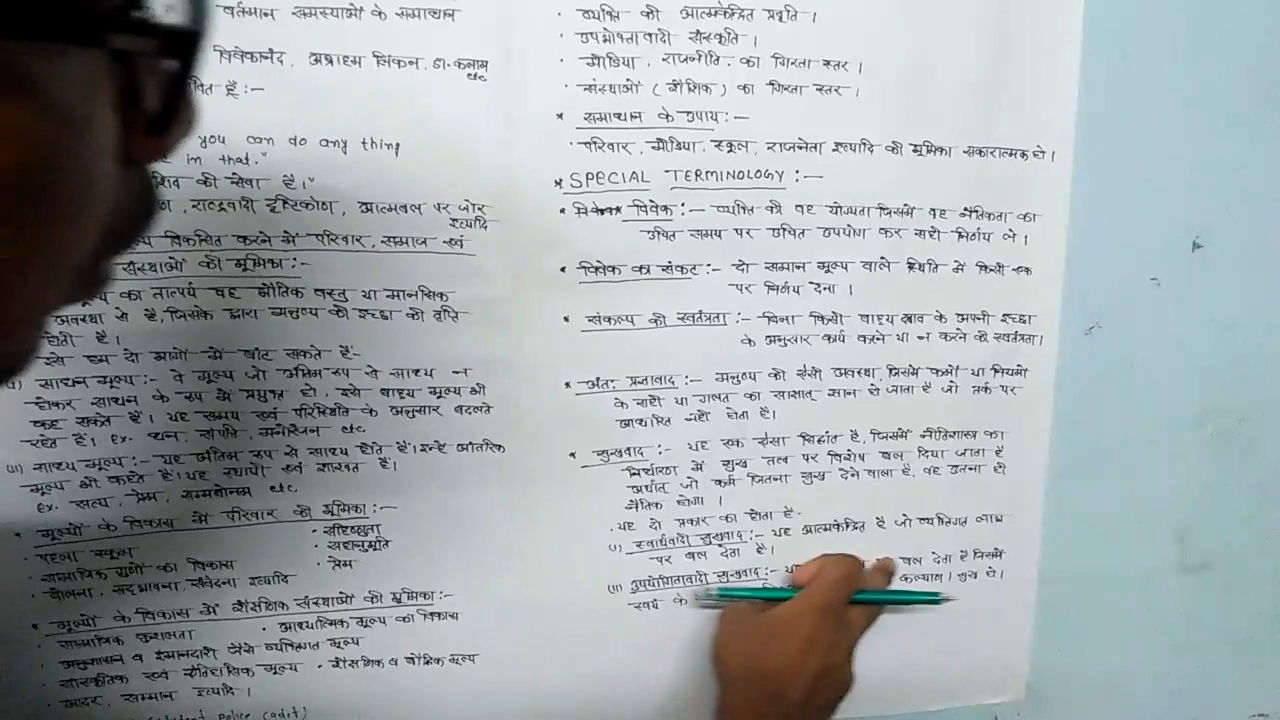 वर्तमान समस्याओं के समाधान
विवेकानंद, अब्राहम लिंकन, डा. कलाम
etc
हैं :-
you can do any thing
in that."
शिव की सेवा है।"
, राष्ट्रवादी दृष्टिकोण, आत्मबल पर जोर
इत्यादि
विकसित करने में परिवार, समाज एवं
संस्थाओं की भूमिका :-
का तात्पर्य वह भौतिक वस्तु या मानसिक
अवस्था से है, जिसके द्वारा मनुष्य की इच्छा की तृप्ति
होती है।
इसे हम दो भागों में बांट सकते हैं-
साधन मूल्य :- वे मूल्य जो अंतिम रूप से साध्य न
होकर साधन के रूप में प्रयुक्त हो, इसे बाह्य मूल्य भी
कह सकते हैं। यह समय एवं परिस्थिति के अनुसार बदलते
रहते हैं। ex. धन, संपत्ति, मनोरंजन etc
(ii) साध्य मूल्य :- यह अंतिम रूप से साध्य होते हैं। इन्हें आंतरिक
मूल्य भी कहते हैं। यह स्थायी एवं शाश्वत हैं।
ex. सत्य, प्रेम, etc.
* मूल्यों के विकास में परिवार की भूमिका :-
· पहला स्कूल · सहिष्णुता
· सामाजिक गुणों का विकास · सहानुभूति
· बोलना, सद्भावना, संवेदना इत्यादि · प्रेम
* मूल्यों के विकास में शैक्षणिक संस्थाओं की भूमिका :-
· सामाजिक कुशलता · आध्यात्मिक मूल्य का विकास
· अनुशासन व ईमानदारी जैसे व्यक्तिगत मूल्य
· सांस्कृतिक एवं ऐतिहासिक मूल्य · शैक्षणिक व बौद्धिक मूल्य
· आदर, सम्मान इत्यादि।
Student Police Cadet)
· व्यक्ति की आत्मकेन्द्रित प्रवृति।
· उपभोक्तावादी संस्कृति।
· मीडिया, राजनीति, का गिरता स्तर।
· संस्थाओं (शैक्षिक) का गिरता स्तर।
* समाधान के उपाय :-
· परिवार, मीडिया, स्कूल, राजनेता इत्यादि की भूमिका सकारात्मक हो।
* SPECIAL TERMINOLOGY :-
* विवेक :- व्यक्ति की वह योग्यता जिसमें वह नैतिकता का
उचित समय पर उचित उपयोग कर सही निर्णय ले।
* विवेक का संकट :- दो समान मूल्य वाले स्थिति में किसी एक
पर निर्णय देना।
* संकल्प की स्वतंत्रता :- बिना किसी बाह्य दबाव के अपनी इच्छा
के अनुसार कार्य करने या न करने की स्वतंत्रता।
* अंत: प्रज्ञावाद :- मनुष्य की ऐसी अवस्था, जिसमें कर्मों या नियमों
के सही या गलत का साक्षात् ज्ञान हो जाता है जो तर्क पर
आधारित नहीं होता है।
* सुखवाद :- यह एक ऐसा सिद्धांत है, जिसमें नीतिशास्त्र का
निर्धारण में सुख तत्व पर विशेष बल दिया जाता है
अर्थात् जो कर्म जितना सुख देने वाला है, वह उतना ही
नैतिक होगा।
· यह दो प्रकार का होता है-
(i) स्वार्थवादी सुखवाद :- यह आत्मकेन्द्रित है जो व्यक्तिगत लाभ
पर बल देता है।
(ii) उपयोगितावादी सुखवाद :- बल देता है जिसमें
स्वयं के कल्याण। सुख हो।